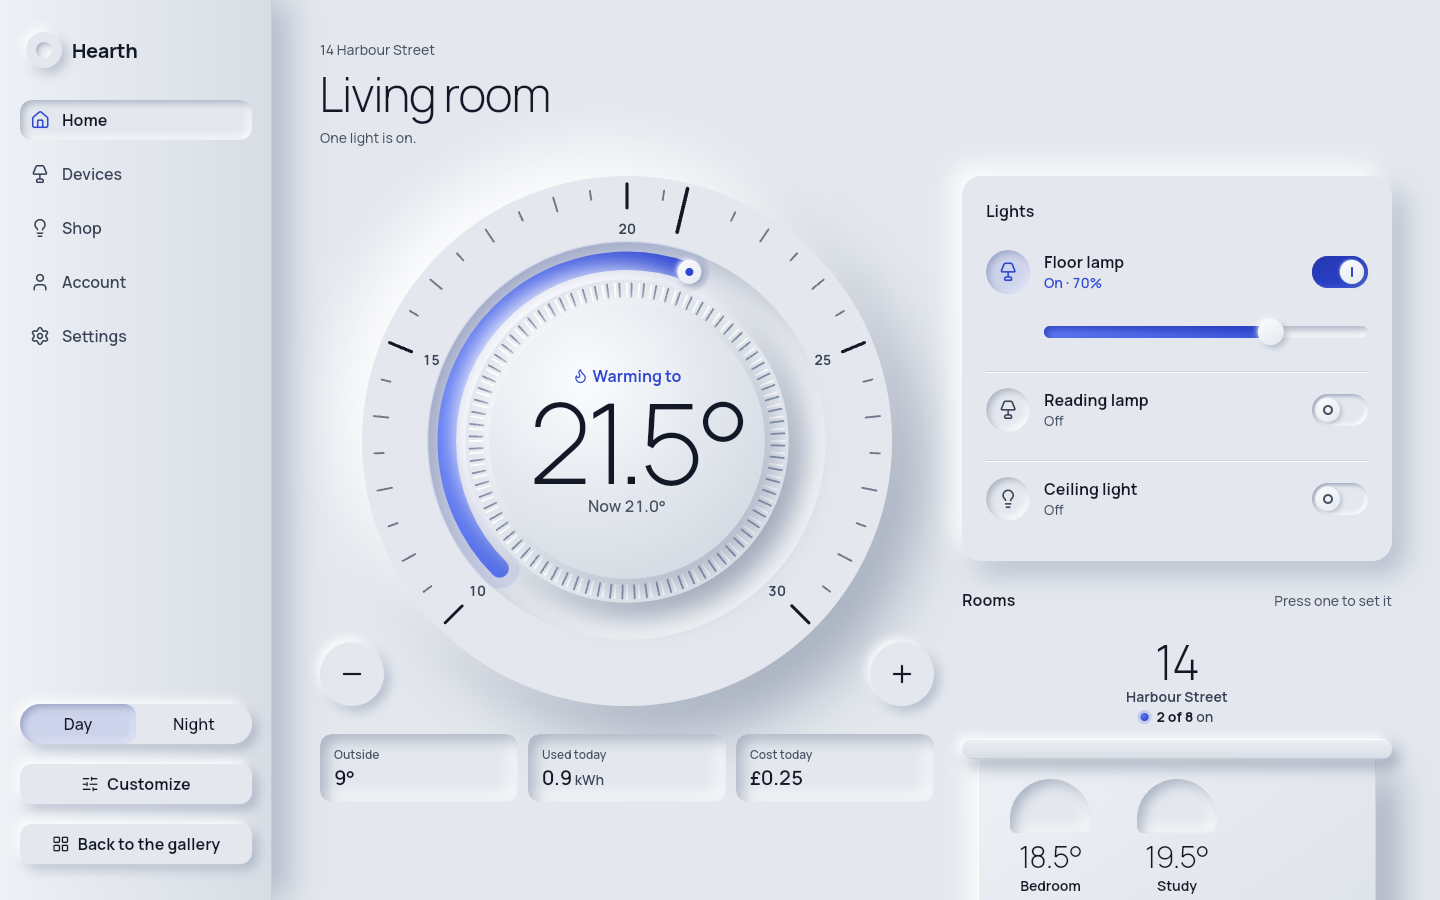 Hearth
Home
Devices
Shop
Account
Settings
Day
Night
Customize
Back to the gallery
14 Harbour Street
Living room
One light is on.
20
15
25
10
30
Warming to
21.5°
Now 21.0°
Outside
9°
Used today
0.9 kWh
Cost today
£0.25
Lights
Floor lamp
On · 70%
Reading lamp
Off
Ceiling light
Off
Rooms
Press one to set it
14
Harbour Street
2 of 8 on
18.5°
Bedroom
19.5°
Study